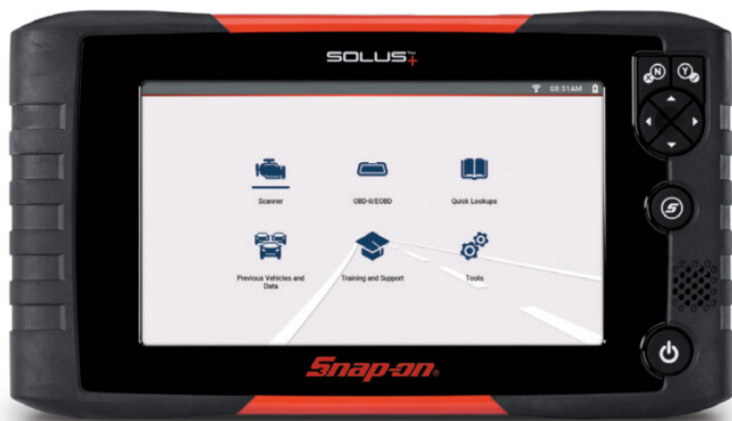 SOLUS+™
08:51AM
N
Y
X
✓
Scanner
OBD-II/EOBD
Quick Lookups
S
Previous Vehicles and
Data
Training and Support
Tools
Snap-on®